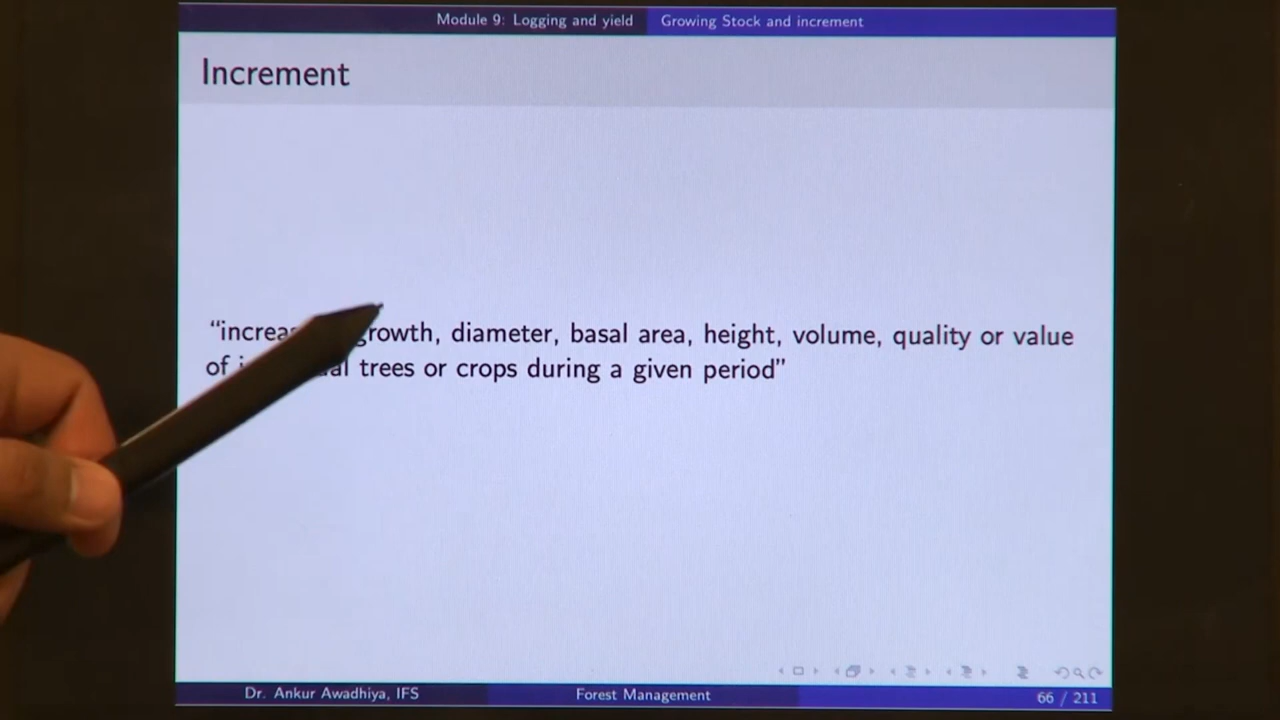 Module 9: Logging and yield Growing Stock and increment
Increment
“increa rowth, diameter, basal area, height, volume, quality or value
of al trees or crops during a given period”
Dr. Ankur Awadhiya, IFS Forest Management 66 / 211